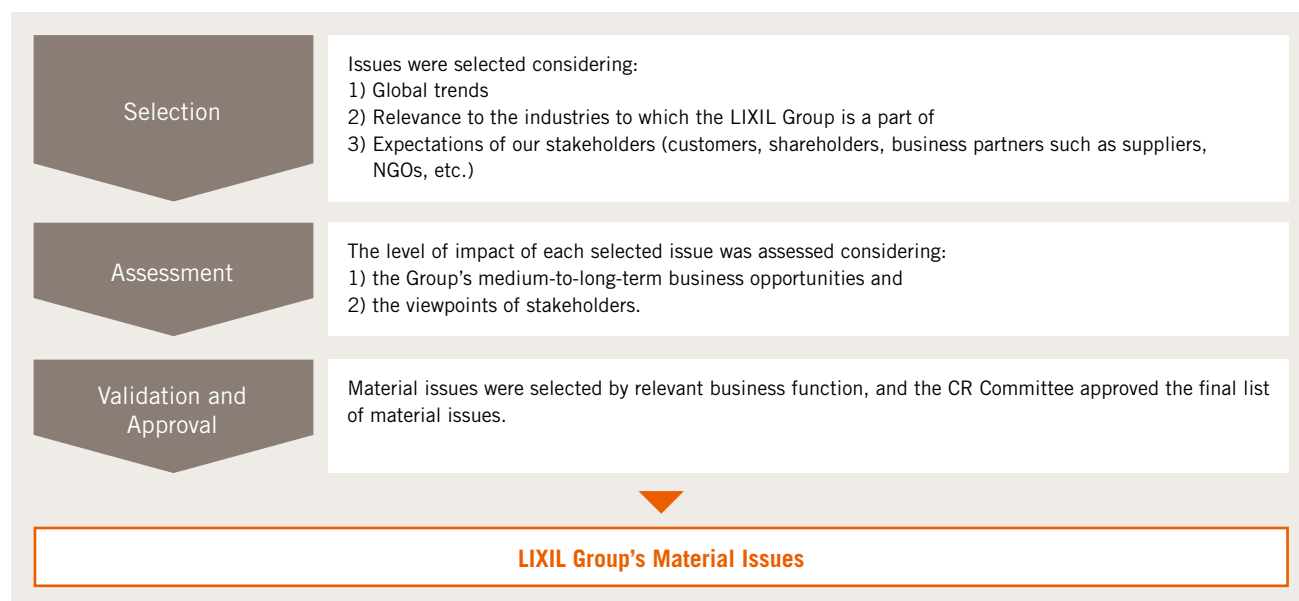 Selection
Issues were selected considering:
1) Global trends
2) Relevance to the industries to which the LIXIL Group is a part of
3) Expectations of our stakeholders (customers, shareholders, business partners such as suppliers,
NGOs, etc.)
Assessment
The level of impact of each selected issue was assessed considering:
1) the Group’s medium-to-long-term business opportunities and
2) the viewpoints of stakeholders.
Validation and
Approval
Material issues were selected by relevant business function, and the CR Committee approved the final list
of material issues.
LIXIL Group’s Material Issues